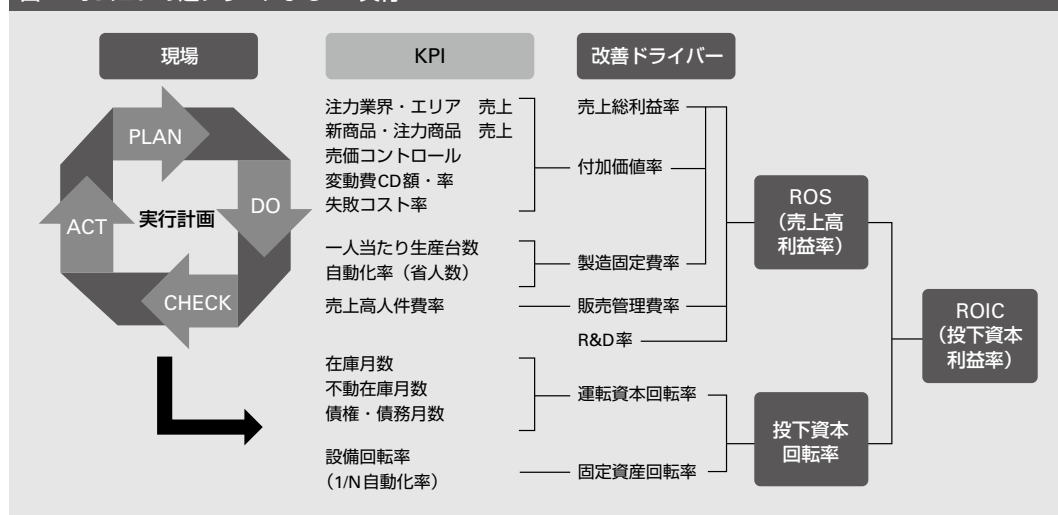 現場
PLAN
DO
CHECK
ACT
実行計画
KPI
注力業界・エリア　売上
新商品・注力商品　売上
売価コントロール
変動費CD額・率
失敗コスト率
一人当たり生産台数
自動化率（省人数）
売上高人件費率
在庫月数
不動在庫月数
債権・債務月数
設備回転率
（1/N自動化率）
改善ドライバー
売上総利益率
付加価値率
製造固定費率
販売管理費率
R&D率
運転資本回転率
固定資産回転率
ROS
（売上高
利益率）
投下資本
回転率
ROIC
（投下資本
利益率）